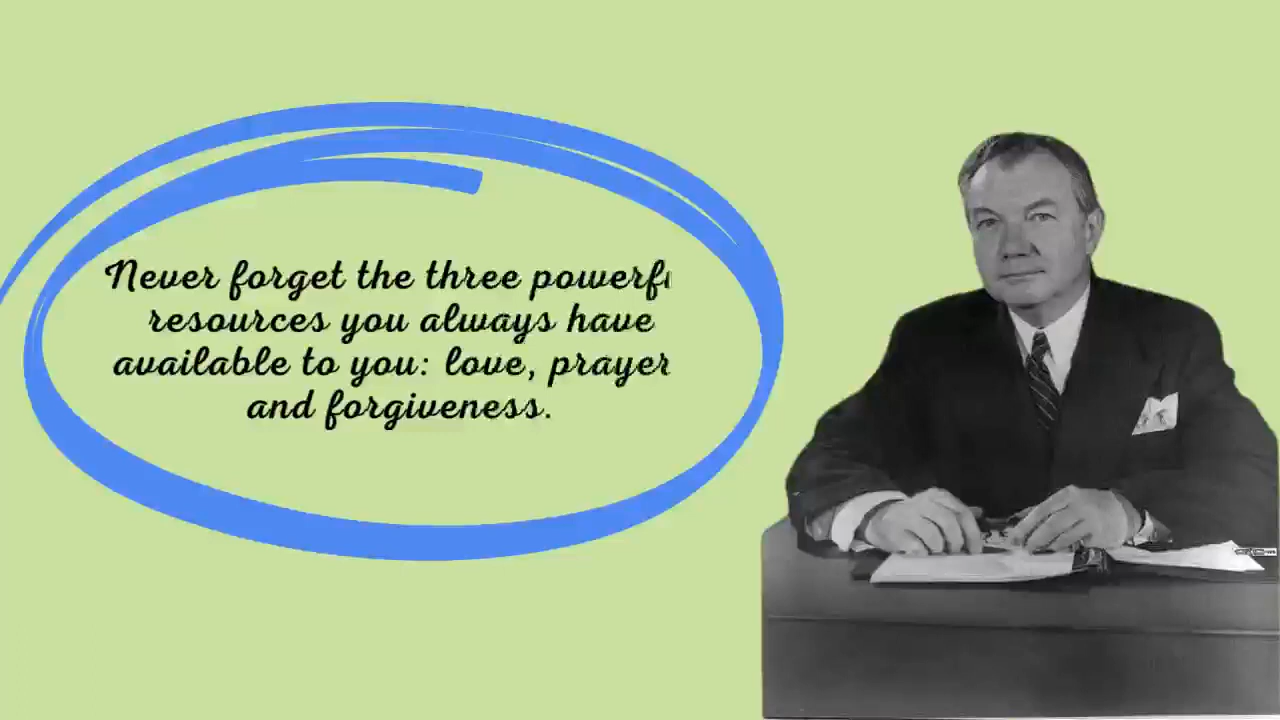 Never forget the three powerf
resources you always have
available to you: love, prayer
and forgiveness.